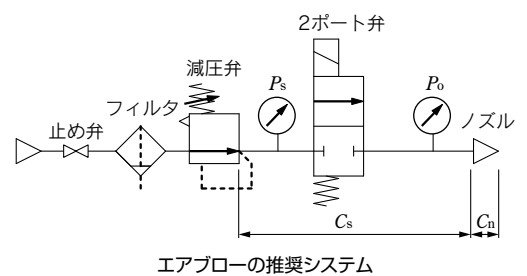 2ポート弁
減圧弁
Ps
Po
フィルタ
ノズル
止め弁
Cs
Cn
エアブローの推奨システム